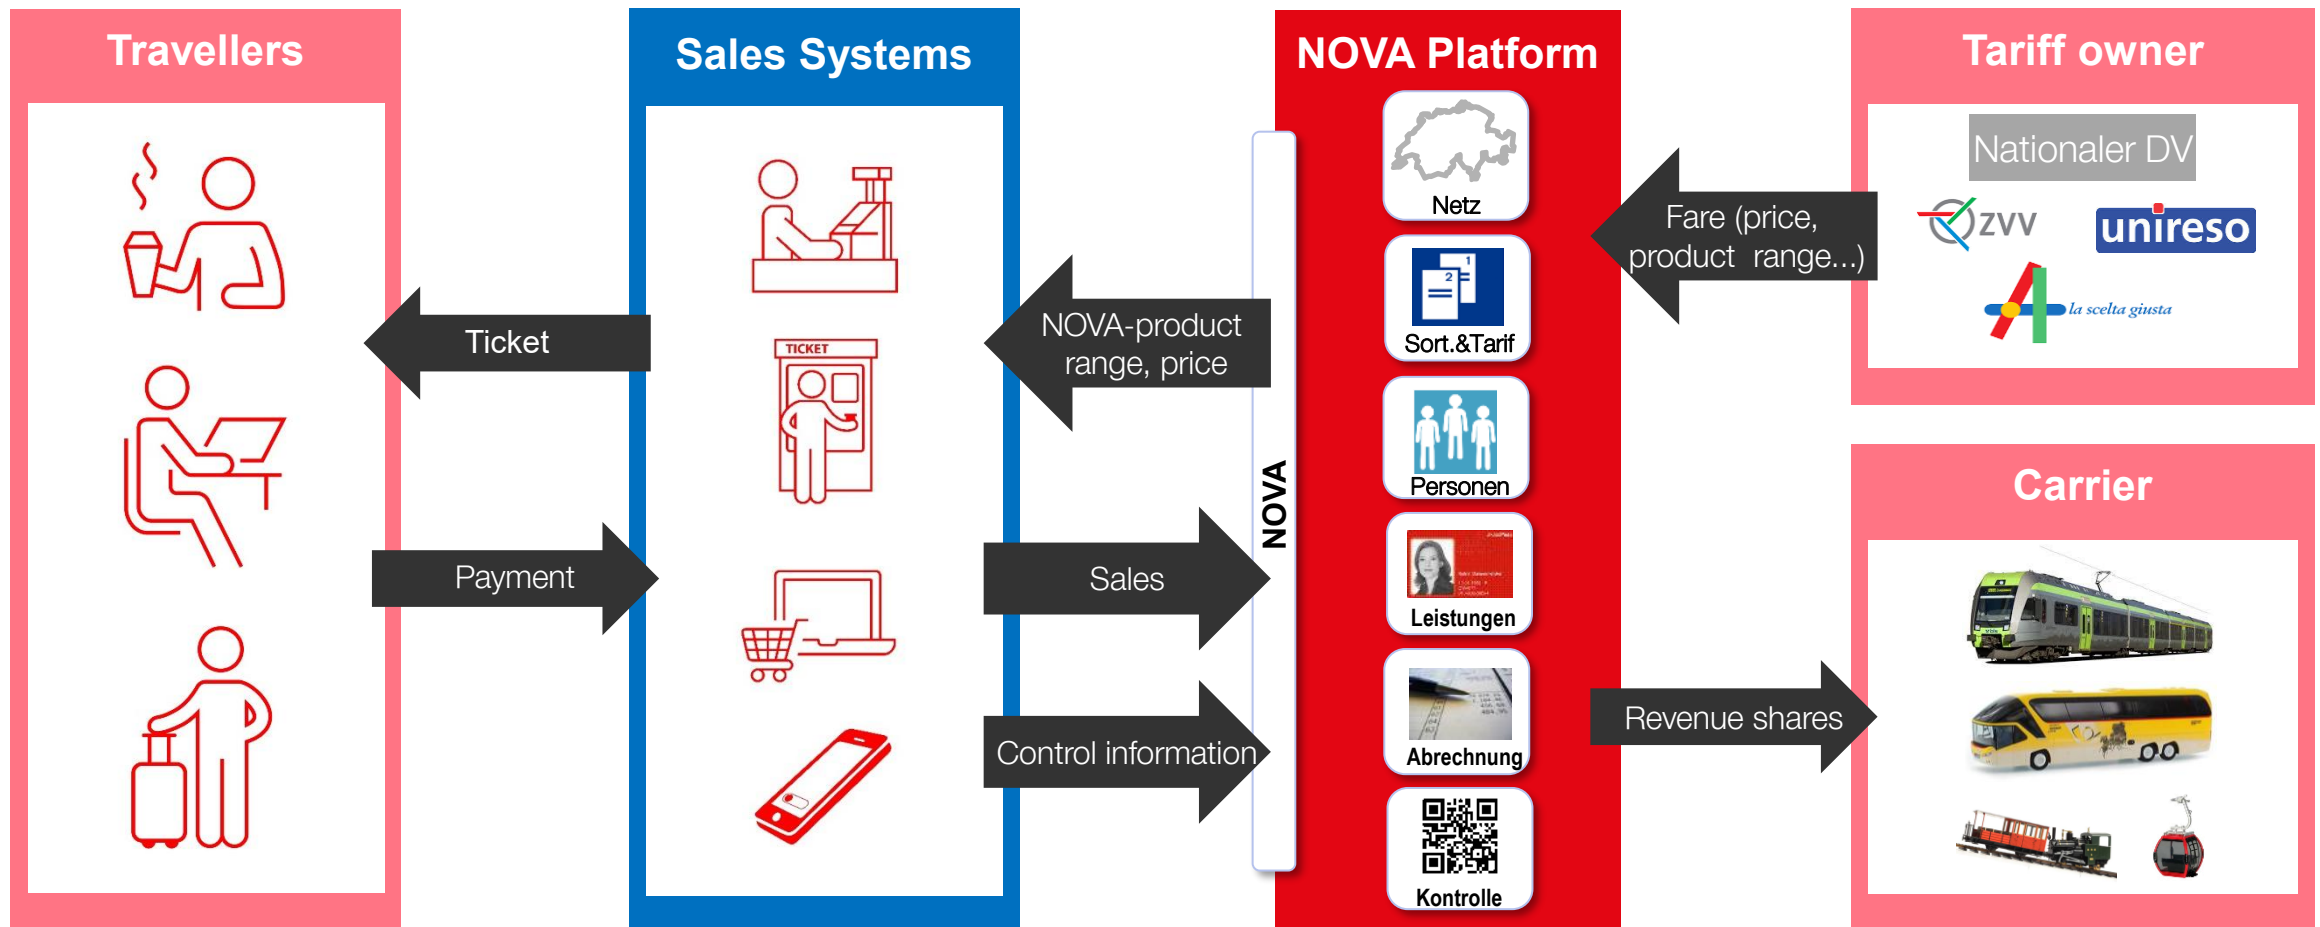 Travellers
Ticket
Payment
Sales Systems
TICKET
NOVA-product
range, price
Sales
Control information
NOVA
NOVA Platform
Netz
1
2
Sort.&Tarif
Personen
Leistungen
Abrechnung
Kontrolle
Fare (price,
product range...)
Revenue shares
Tariff owner
Nationaler DV
ZVV
unireso
la scelta giusta
Carrier